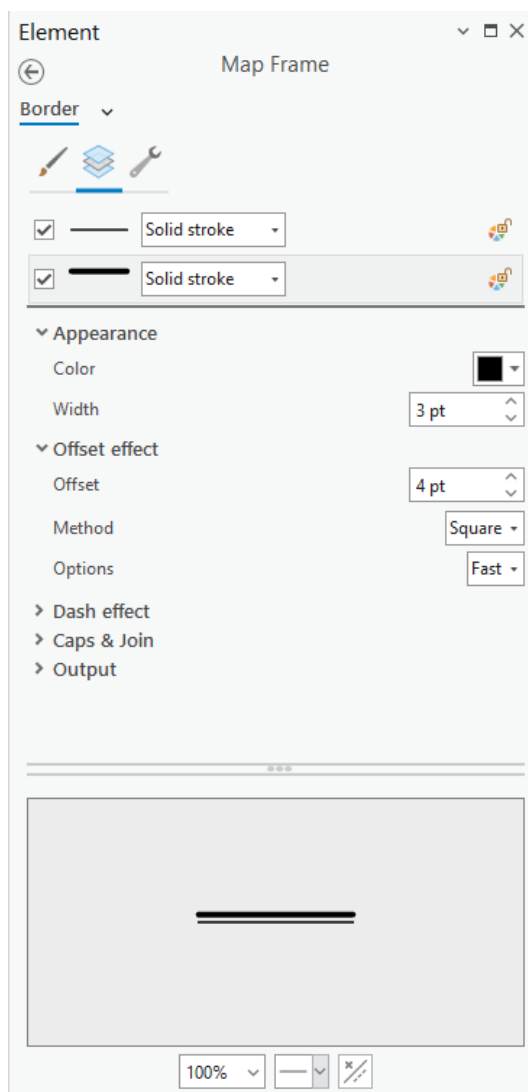 Element
Map Frame
Border
Solid stroke
Solid stroke
Appearance
Color
Width 3 pt
Offset effect
Offset 4 pt
Method Square
Options Fast
Dash effect
Caps & Join
Output
100%